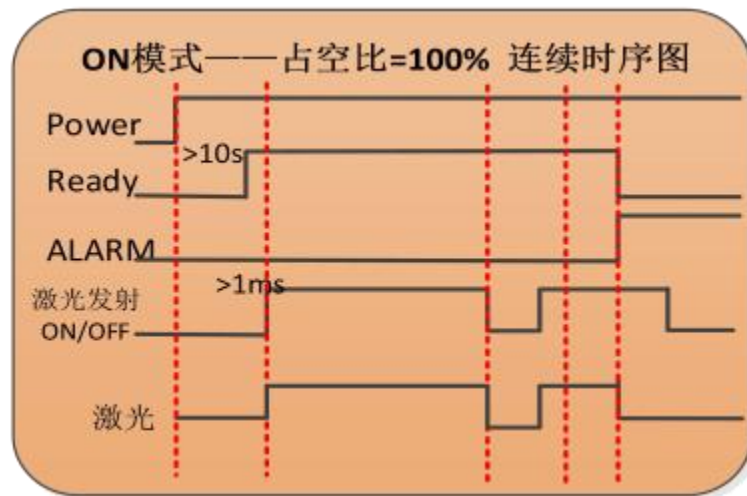 ON模式——占空比=100% 连续时序图
Power
>10s
Ready
ALARM
>1ms
激光发射
ON/OFF
激光